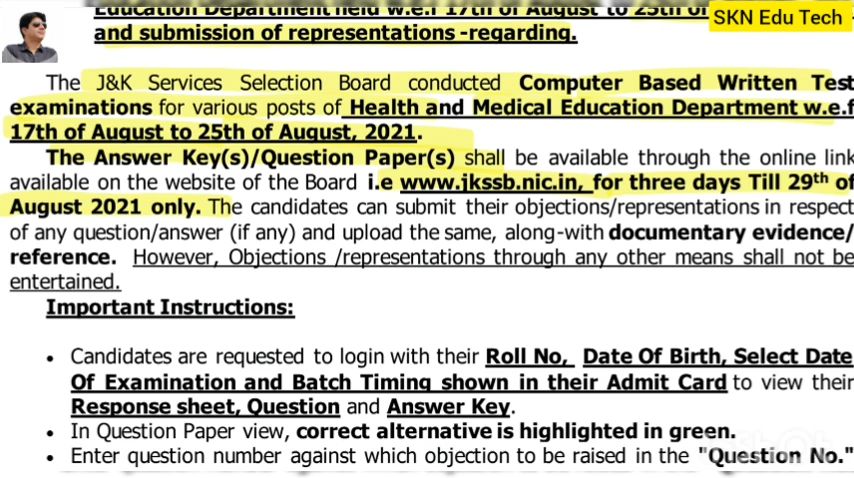 Education Department held w.e.f 17th of August to 25th of
SKN Edu Tech
and submission of representations -regarding.
The J&K Services Selection Board conducted Computer Based Written Test
examinations for various posts of Health and Medical Education Department w.e.f
17th of August to 25th of August, 2021.
The Answer Key(s)/Question Paper(s) shall be available through the online link
available on the website of the Board i.e www.jkssb.nic.in, for three days Till 29th of
August 2021 only. The candidates can submit their objections/representations in respect
of any question/answer (if any) and upload the same, along-with documentary evidence/
reference. However, Objections /representations through any other means shall not be
entertained.
Important Instructions:
• Candidates are requested to login with their Roll No, Date Of Birth, Select Date
Of Examination and Batch Timing shown in their Admit Card to view their
Response sheet, Question and Answer Key.
• In Question Paper view, correct alternative is highlighted in green.
• Enter question number against which objection to be raised in the "Question No."